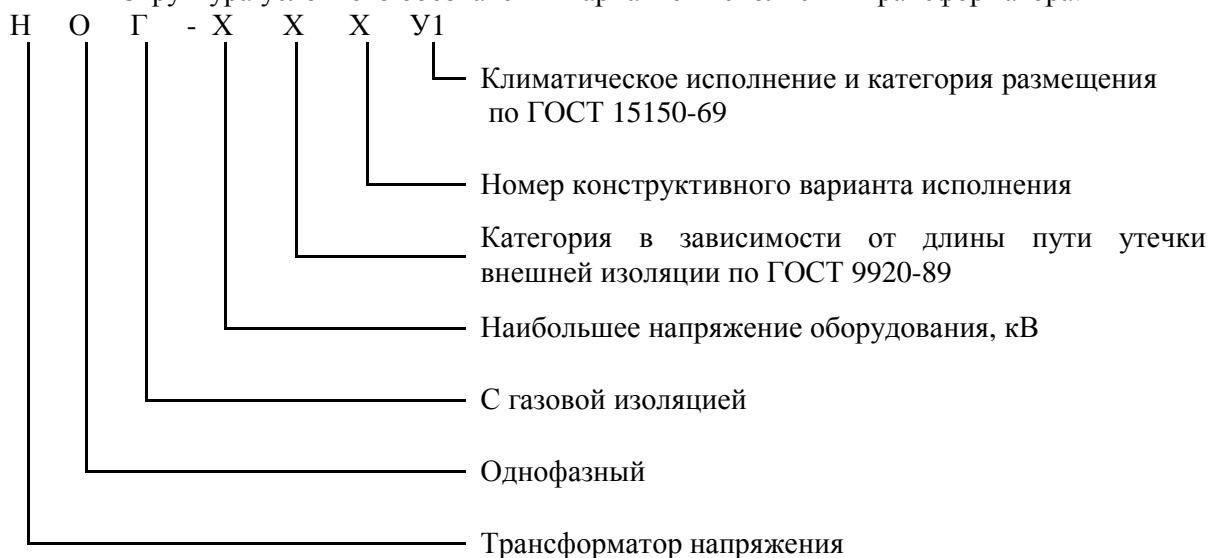 Н О Г - Х Х Х У1
Климатическое исполнение и категория размещения
по ГОСТ 15150-69
Номер конструктивного варианта исполнения
Категория в зависимости от длины пути утечки
внешней изоляции по ГОСТ 9920-89
Наибольшее напряжение оборудования, кВ
С газовой изоляцией
Однофазный
Трансформатор напряжения